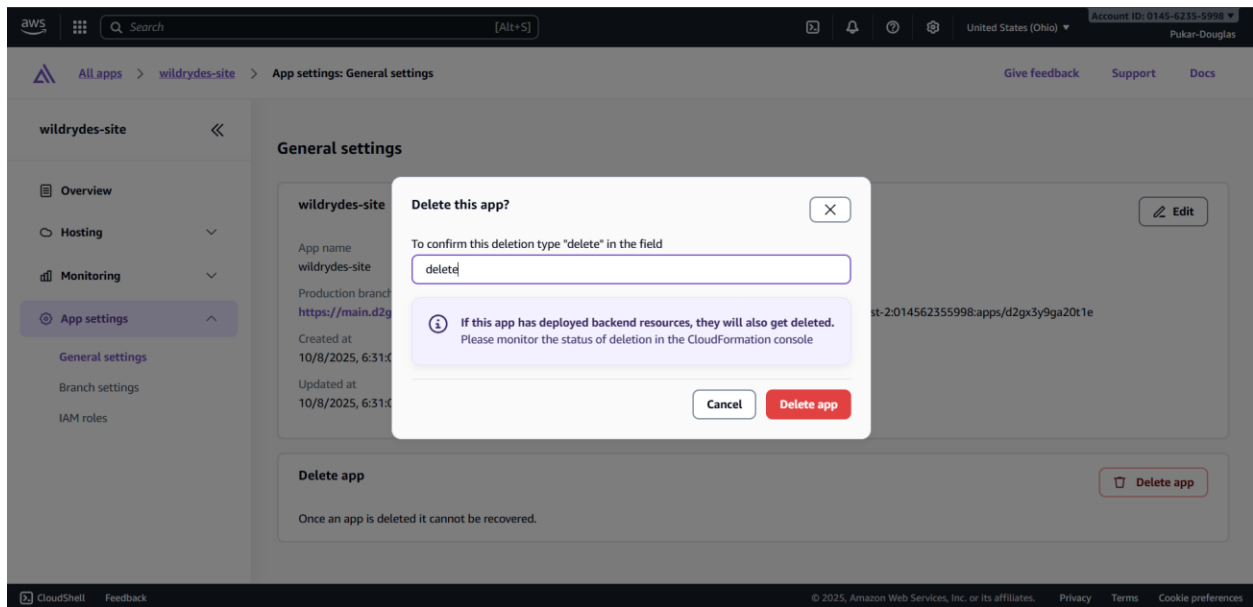 aws
Search [Alt+S]
United States (Ohio) ▼
Account ID: 0145-6235-5998 ▼
Pukar-Douglas
All apps > wildrydes-site > App settings: General settings
Give feedback Support Docs
wildrydes-site
Overview
Hosting
Monitoring
App settings
General settings
Branch settings
IAM roles
General settings
wildrydes-site
Edit
App name
wildrydes-site
Production branch
https://main.d2g
st-2:014562355998:apps/d2gx3y9ga20t1e
Created at
10/8/2025, 6:31:0
Updated at
10/8/2025, 6:31:0
Delete this app?
To confirm this deletion type "delete" in the field
delete
If this app has deployed backend resources, they will also get deleted.
Please monitor the status of deletion in the CloudFormation console
Cancel Delete app
Delete app
Delete app
Once an app is deleted it cannot be recovered.
CloudShell Feedback
© 2025, Amazon Web Services, Inc. or its affiliates. Privacy Terms Cookie preferences